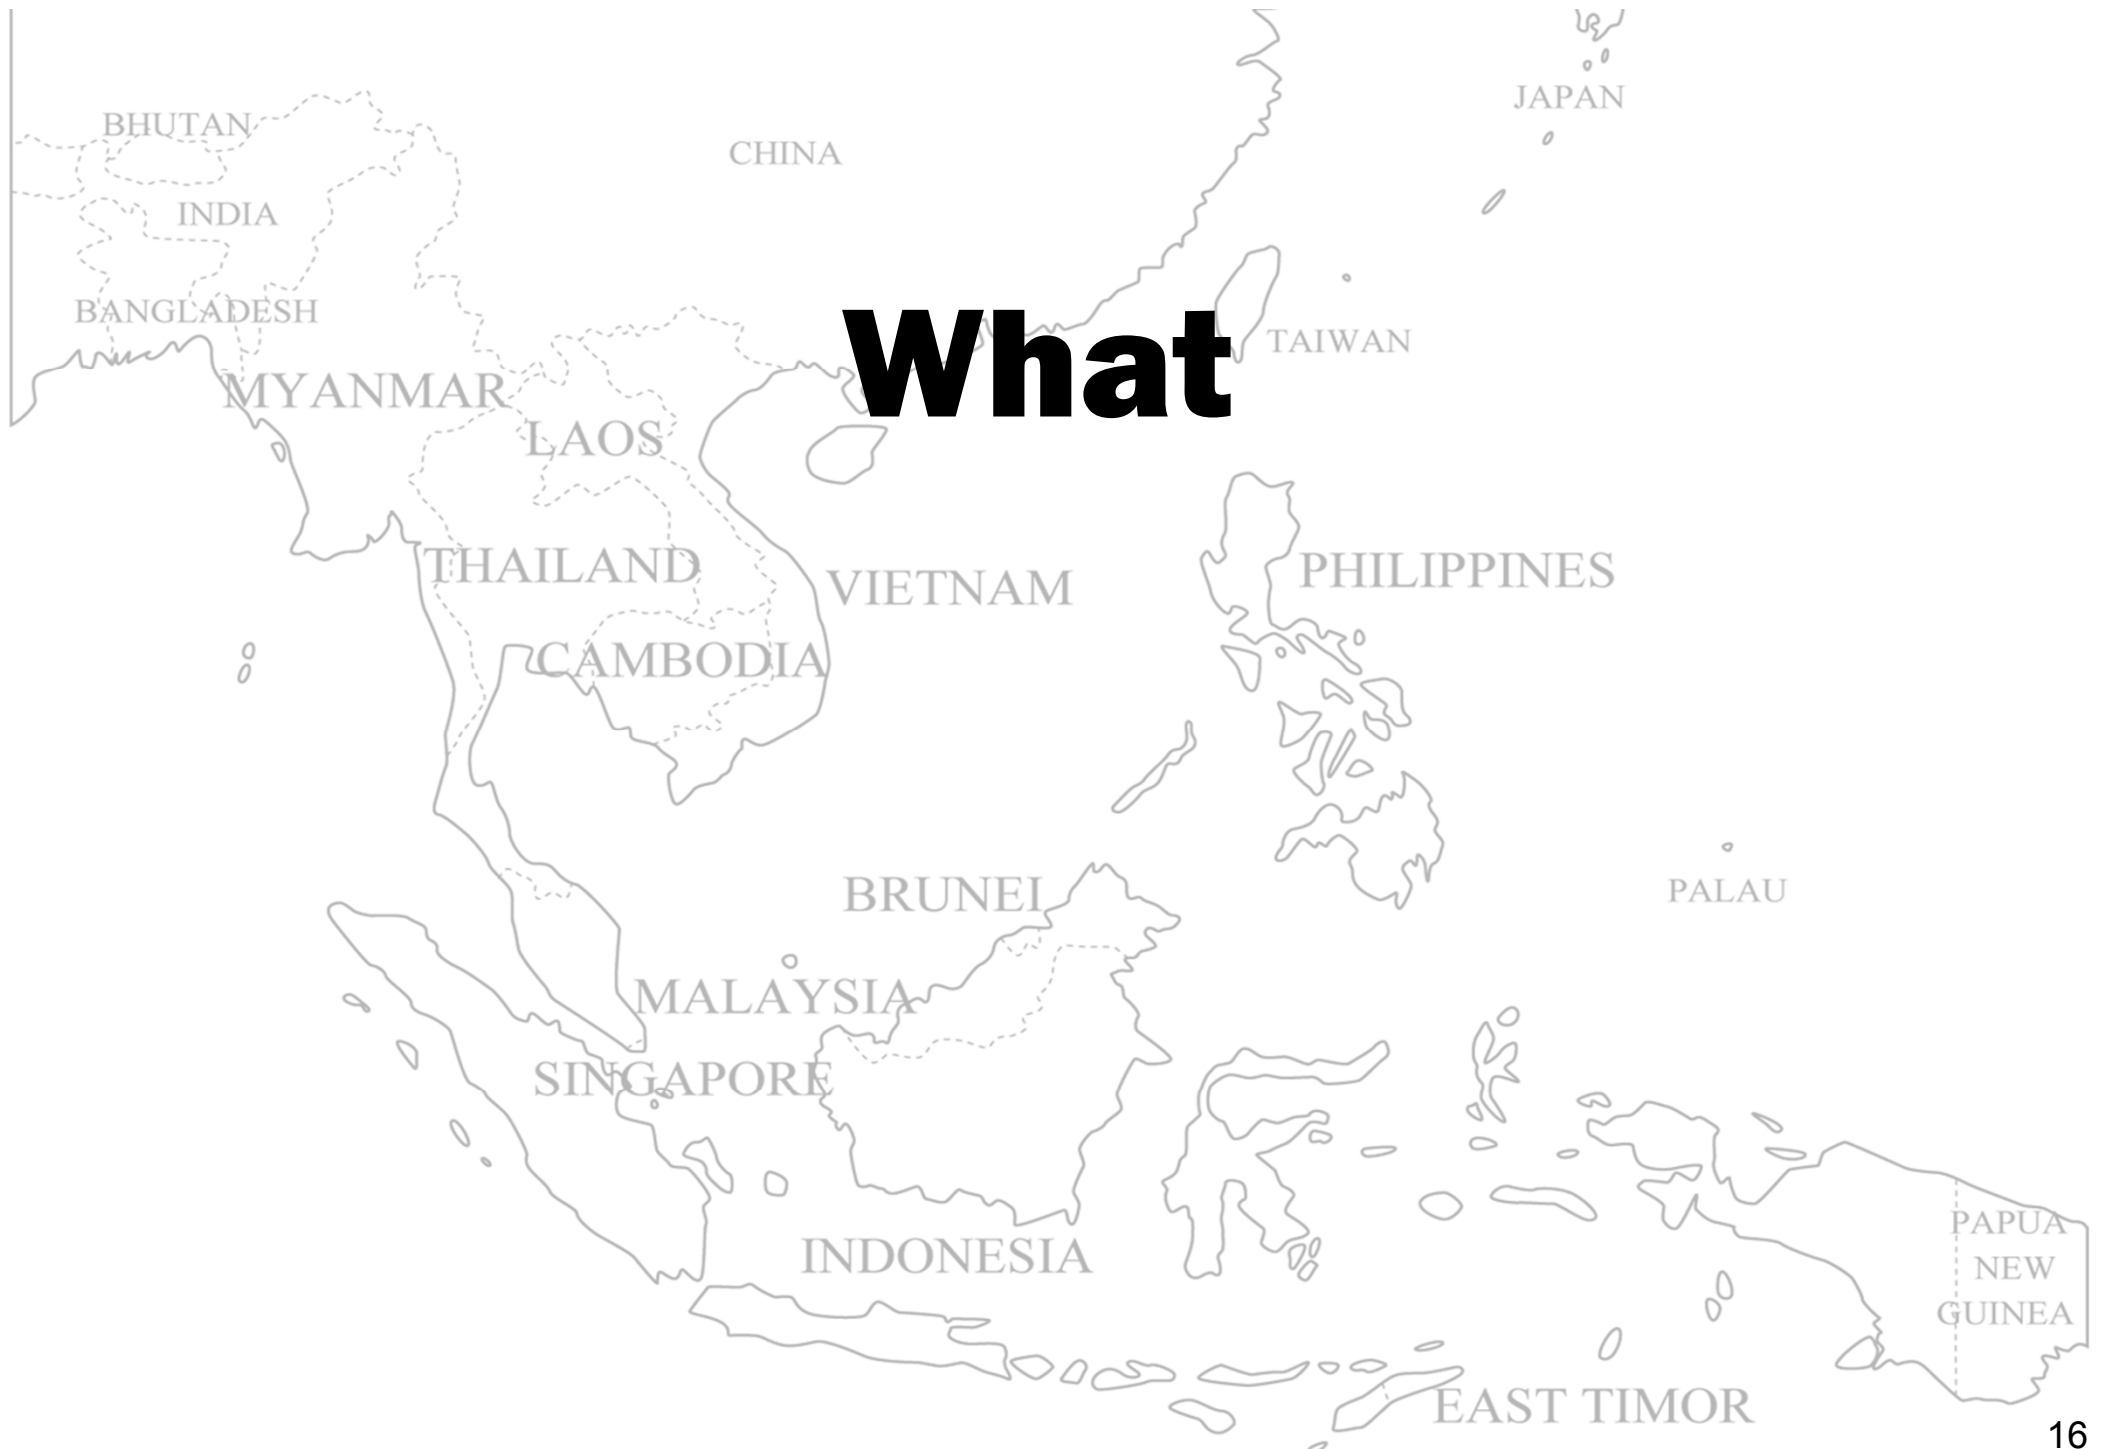 JAPAN
BHUTAN
CHINA
INDIA
BANGLADESH
What
TAIWAN
MYANMAR
LAOS
THAILAND
VIETNAM
PHILIPPINES
CAMBODIA
BRUNEI
PALAU
MALAYSIA
SINGAPORE
INDONESIA
PAPUA
NEW
GUINEA
EAST TIMOR
16